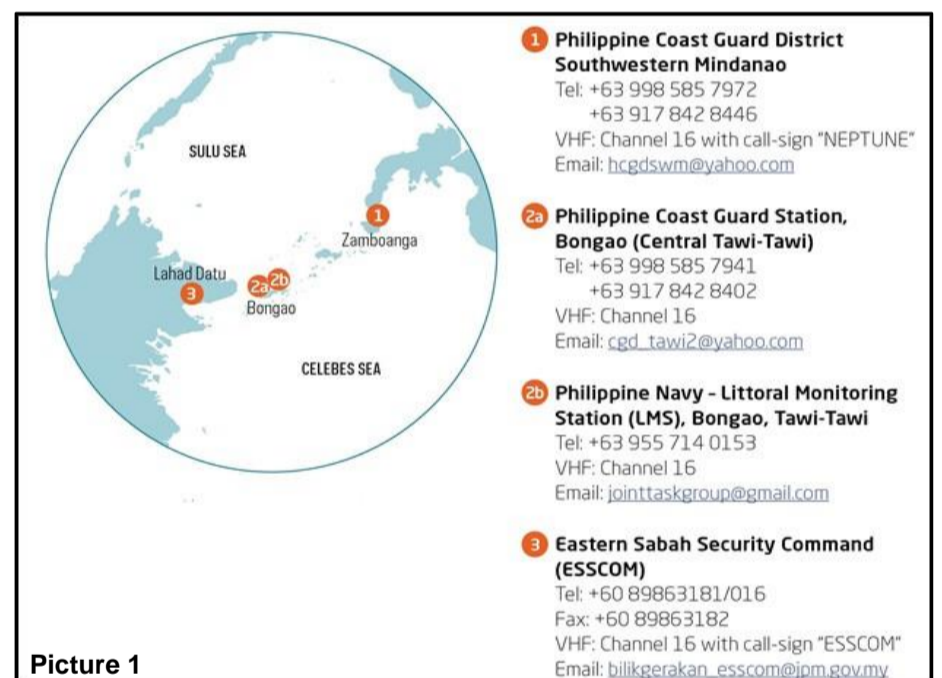 SULU SEA
1
Zamboanga
Lahad Datu
3
2a
2b
Bongao
CELEBES SEA
1 Philippine Coast Guard District
Southwestern Mindanao
Tel: +63 998 585 7972
+63 917 842 8446
VHF: Channel 16 with call-sign "NEPTUNE"
Email: hcgdswm@yahoo.com
2a Philippine Coast Guard Station,
Bongao (Central Tawi-Tawi)
Tel: +63 998 585 7941
+63 917 842 8402
VHF: Channel 16
Email: cgd_tawi2@yahoo.com
2b Philippine Navy – Littoral Monitoring
Station (LMS), Bongao, Tawi-Tawi
Tel: +63 955 714 0153
VHF: Channel 16
Email: jointtaskgroup@gmail.com
3 Eastern Sabah Security Command
(ESSCOM)
Tel: +60 89863181/016
Fax: +60 89863182
VHF: Channel 16 with call-sign "ESSCOM"
Email: bilikgerakan_esscom@jpm.gov.my
Picture 1